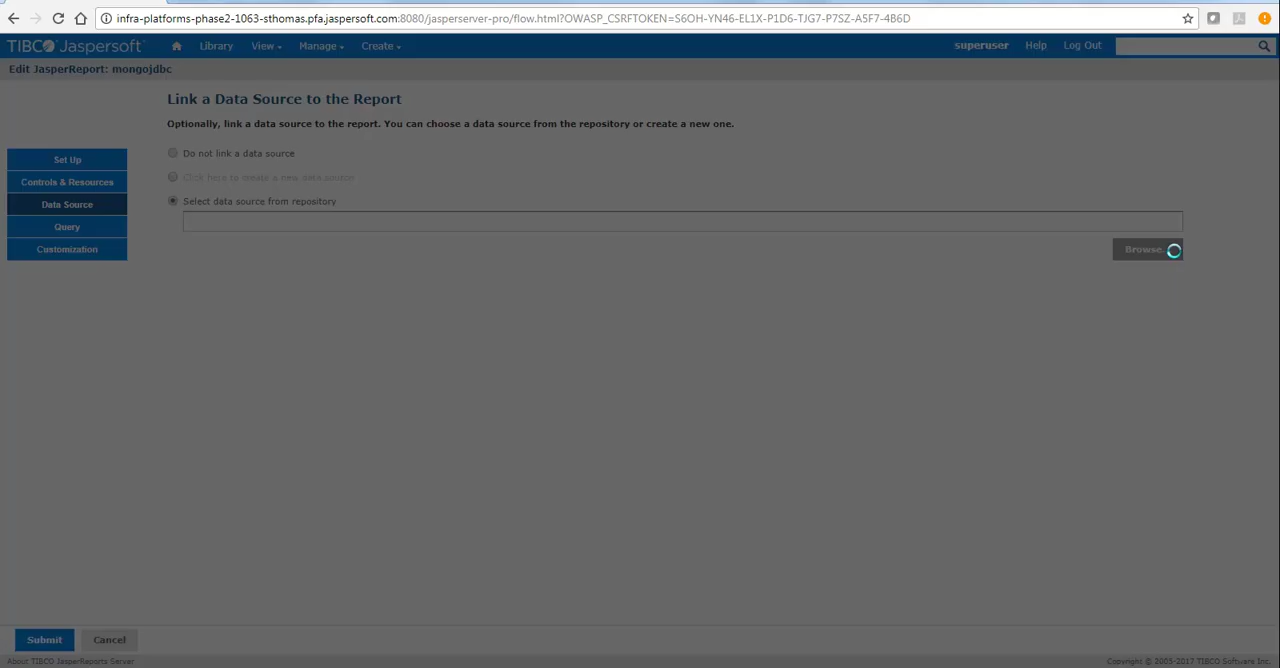 infra-platforms-phase2-1063-sthomas.pfa.jaspersoft.com:8080/jasperserver-pro/flow.html?OWASP_CSRFTOKEN=S6OH-YN46-EL1X-P1D6-TJG7-P7SZ-A5F7-4B6D
TIBCO Jaspersoft Library View Manage Create superuser Help Log Out
Edit JasperReport: mongojdbc
Link a Data Source to the Report
Optionally, link a data source to the report. You can choose a data source from the repository or create a new one.
Do not link a data source
Click here to create a new data source
Select data source from repository
Set Up
Controls & Resources
Data Source
Query
Customization
Browse
Submit Cancel
About TIBCO JasperReports Server Copyright © 2005-2017 TIBCO Software Inc.